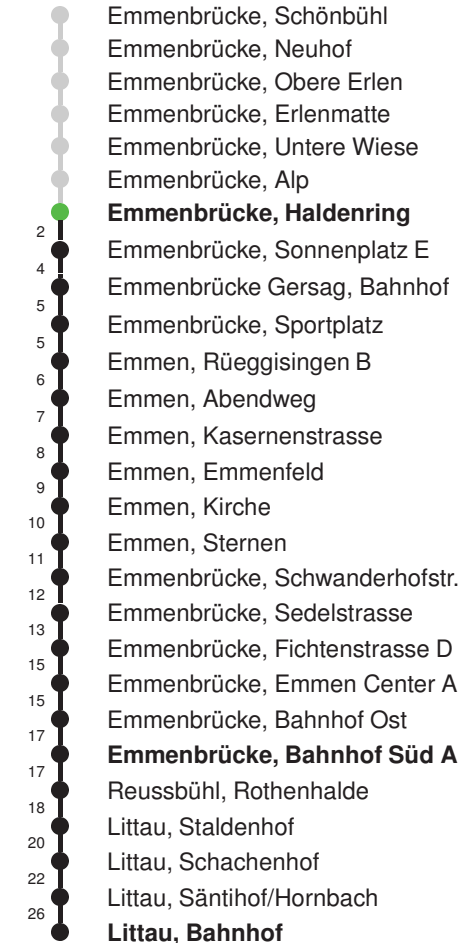 Emmenbrücke, Schönbühl
Emmenbrücke, Neuhof
Emmenbrücke, Obere Erlen
Emmenbrücke, Erlenmatte
Emmenbrücke, Untere Wiese
Emmenbrücke, Alp
Emmenbrücke, Haldenring
2
Emmenbrücke, Sonnenplatz E
4
Emmenbrücke Gersag, Bahnhof
5
Emmenbrücke, Sportplatz
5
Emmen, Rüeggisingen B
6
Emmen, Abendweg
7
Emmen, Kasernenstrasse
8
Emmen, Emmenfeld
9
Emmen, Kirche
10
Emmen, Sternen
11
Emmenbrücke, Schwanderhofstr.
12
Emmenbrücke, Sedelstrasse
13
Emmenbrücke, Fichtenstrasse D
15
Emmenbrücke, Emmen Center A
15
Emmenbrücke, Bahnhof Ost
17
Emmenbrücke, Bahnhof Süd A
17
Reussbühl, Rothenhalde
18
Littau, Staldenhof
20
Littau, Schachenhof
22
Littau, Säntihof/Hornbach
26
Littau, Bahnhof